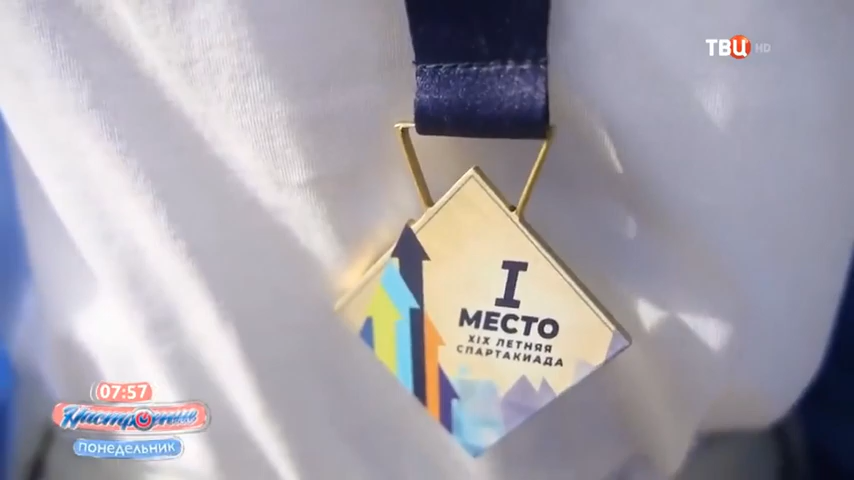 ТВЦ HD
I
МЕСТО
XIX ЛЕТНЯЯ
СПАРТАКИАДА
07:57
Настроение
понедельник